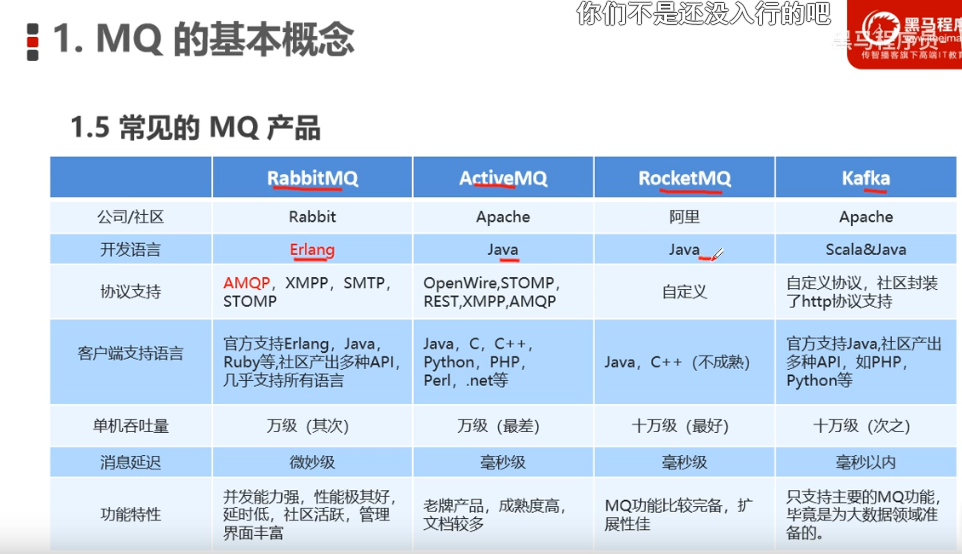 你们不是还没入行的吧
1. MQ 的基本概念
黑马程序员
传智播客旗下高端IT教育
1.5 常见的 MQ 产品
RabbitMQ ActiveMQ RocketMQ Kafka
公司/社区 Rabbit Apache 阿里 Apache
开发语言 Erlang Java Java Scala&Java
协议支持 AMQP，XMPP，SMTP，
STOMP
OpenWire,STOMP，
REST,XMPP,AMQP
自定义
自定义协议，社区封装
了http协议支持
客户端支持语言
官方支持Erlang，Java，
Ruby等,社区产出多种API，
几乎支持所有语言
Java，C，C++，
Python，PHP，
Perl，.net等
Java，C++（不成熟）
官方支持Java,社区产出
多种API，如PHP，
Python等
单机吞吐量 万级（其次） 万级（最差） 十万级（最好） 十万级（次之）
消息延迟 微妙级 毫秒级 毫秒级 毫秒以内
功能特性
并发能力强，性能极其好，
延时低，社区活跃，管理
界面丰富
老牌产品，成熟度高，
文档较多
MQ功能比较完备，扩
展性佳
只支持主要的MQ功能，
毕竟是为大数据领域准
备的。